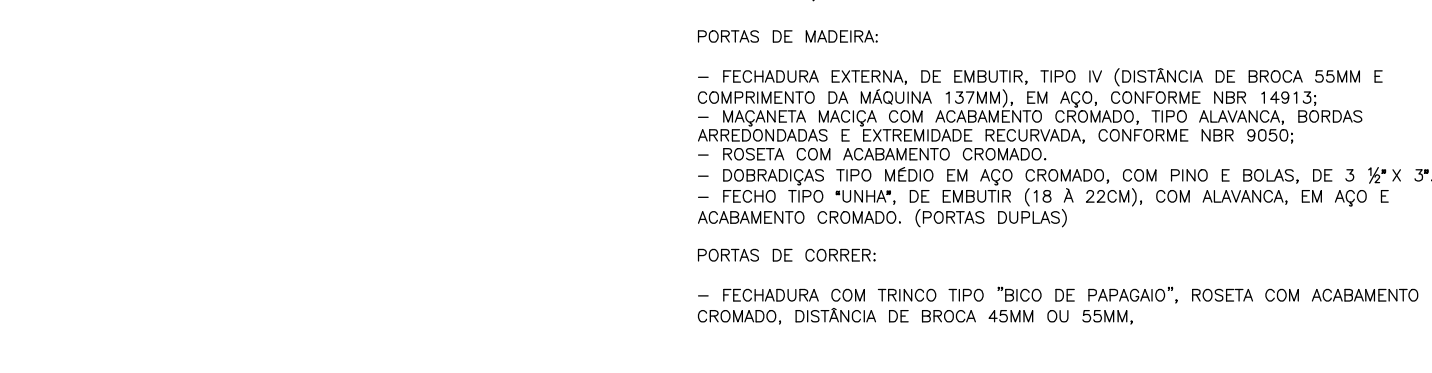 PORTAS DE MADEIRA:
– FECHADURA EXTERNA, DE EMBUTIR, TIPO IV (DISTÂNCIA DE BROCA 55MM E
COMPRIMENTO DA MÁQUINA 137MM), EM AÇO, CONFORME NBR 14913;
– MAÇANETA MACIÇA COM ACABAMENTO CROMADO, TIPO ALAVANCA, BORDAS
ARREDONDADAS E EXTREMIDADE RECURVADA, CONFORME NBR 9050;
– ROSETA COM ACABAMENTO CROMADO.
– DOBRADIÇAS TIPO MÉDIO EM AÇO CROMADO, COM PINO E BOLAS, DE 3 ½" X 3".
– FECHO TIPO "UNHA", DE EMBUTIR (18 À 22CM), COM ALAVANCA, EM AÇO E
ACABAMENTO CROMADO. (PORTAS DUPLAS)
PORTAS DE CORRER:
– FECHADURA COM TRINCO TIPO "BICO DE PAPAGAIO", ROSETA COM ACABAMENTO
CROMADO, DISTÂNCIA DE BROCA 45MM OU 55MM,